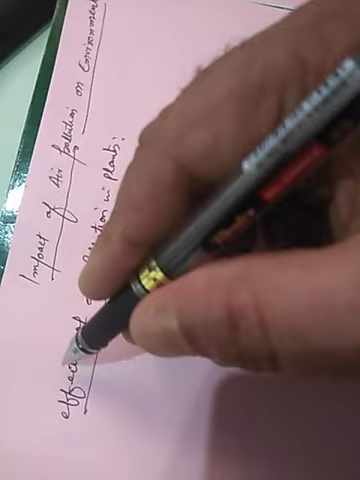 Impact of Air pollution on Environment
effect of pollution in Plants: